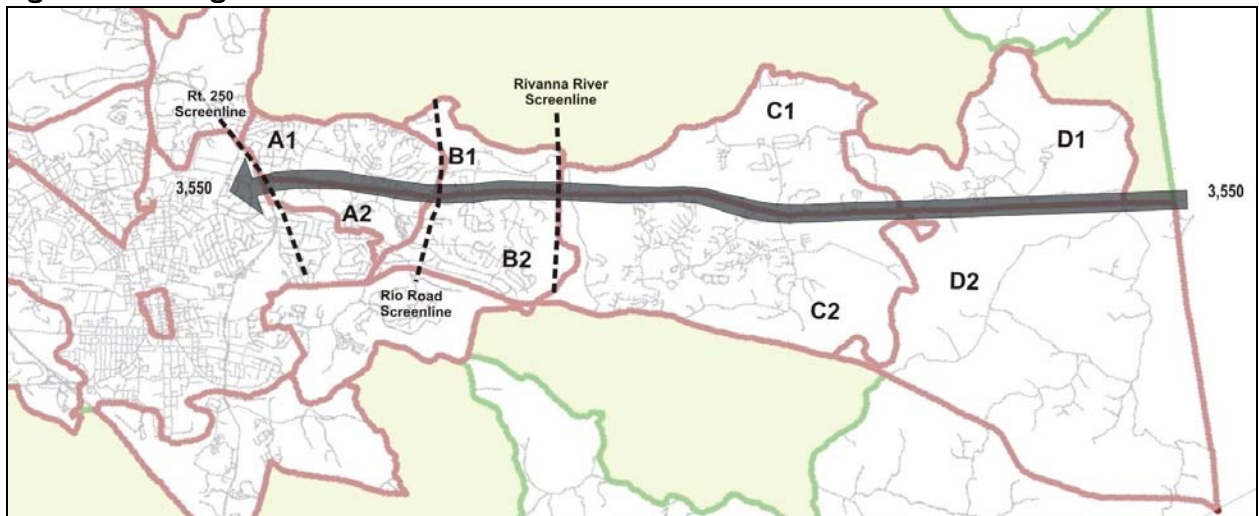 Rt. 250
Screenline
Rivanna River
Screenline
A1
B1
C1
D1
3,550
3,550
A2
B2
D2
Rio Road
Screenline
C2